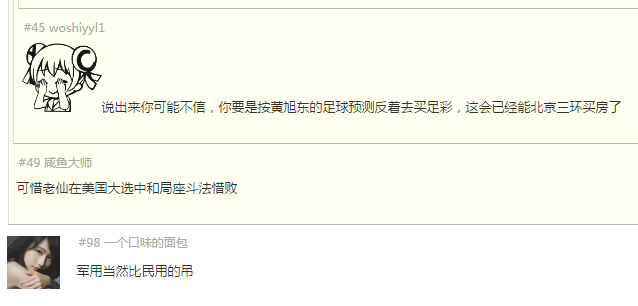 #45 woshiyyl1
说出来你可能不信，你要是按黄旭东的足球预测反着去买足彩，这会已经能北京三环买房了
#49 咸鱼大师
可惜老仙在美国大选中和局座斗法惜败
#98 一个口味的面包
军用当然比民用的吊